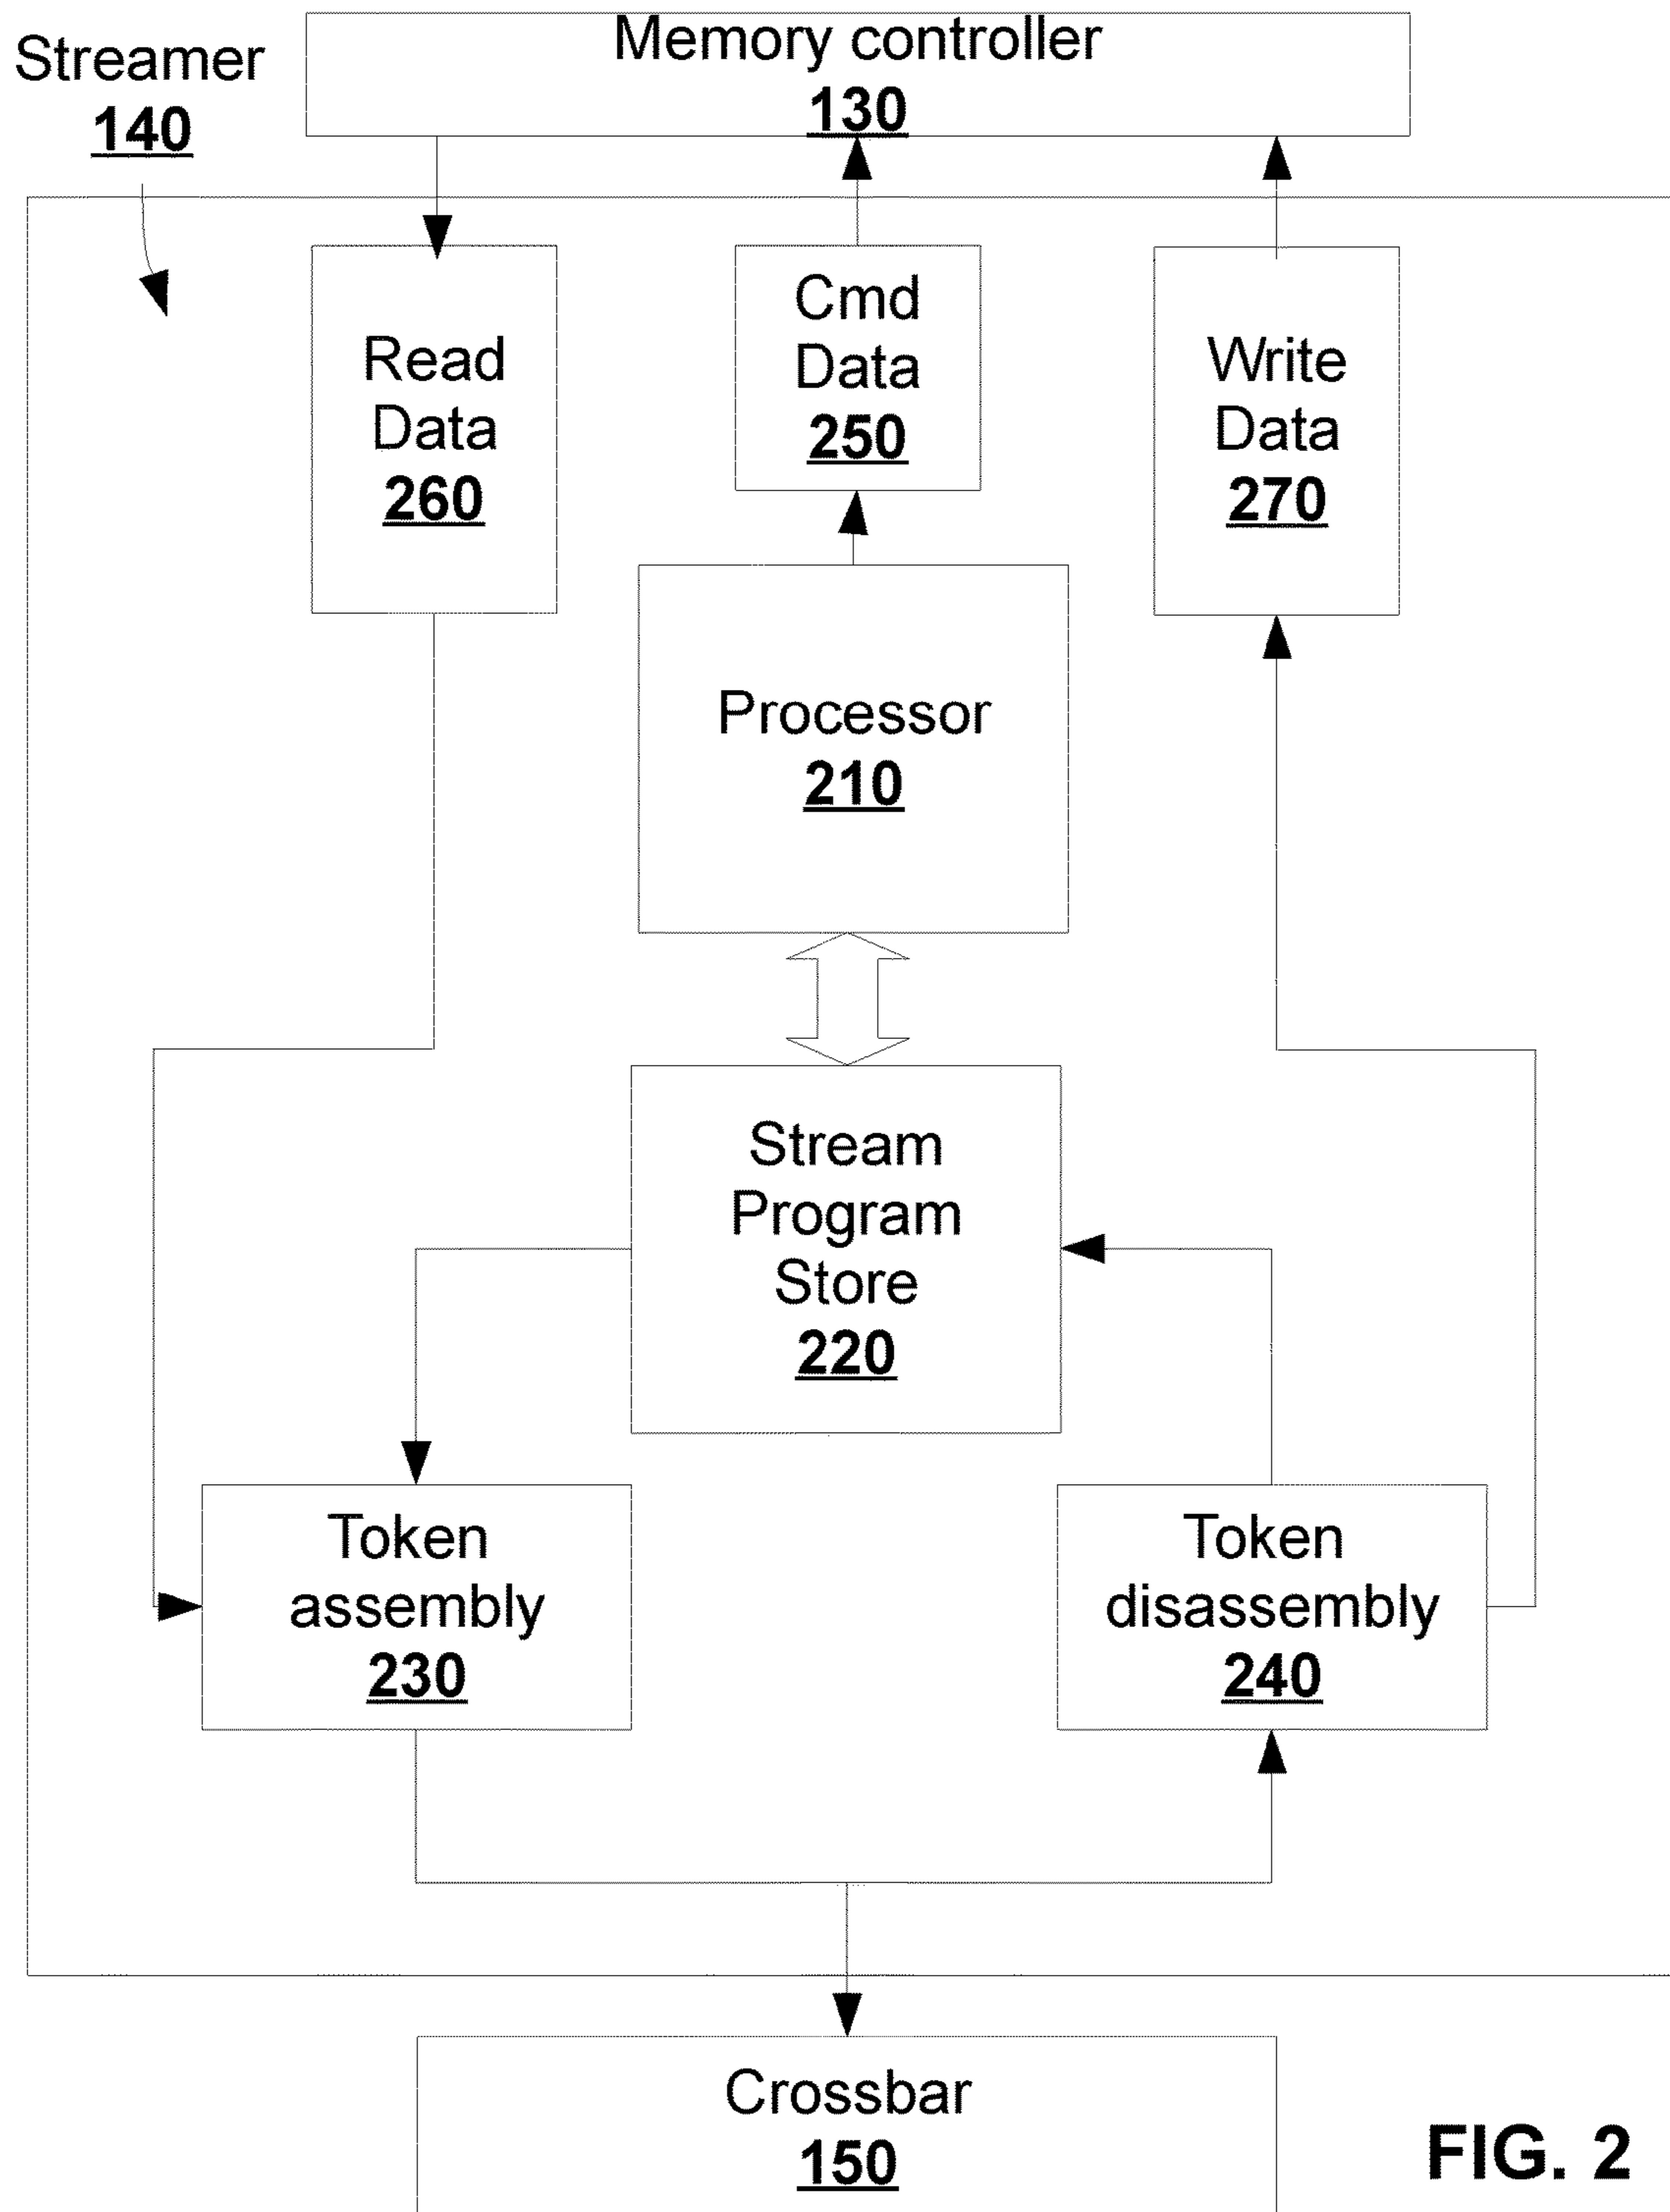 Streamer
140
Memory controller
130
Read
Data
260
Cmd
Data
250
Write
Data
270
Processor
210
Stream
Program
Store
220
Token
assembly
230
Token
disassembly
240
Crossbar
150
FIG. 2